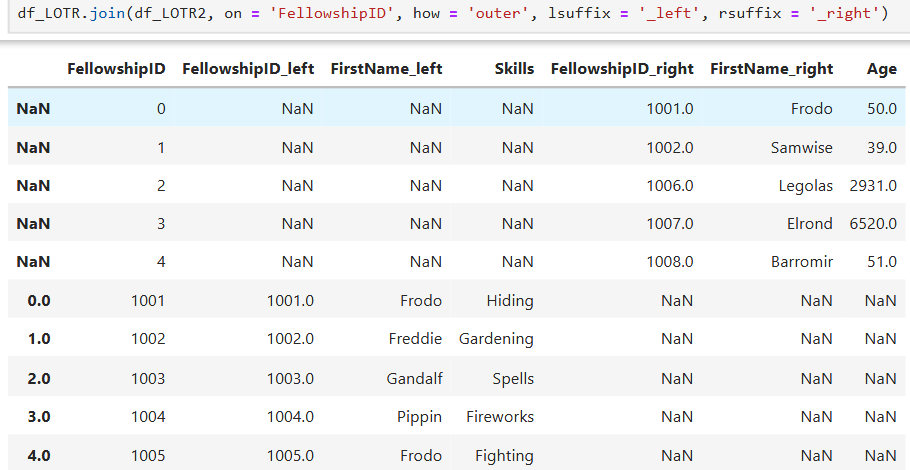 df_LOTR.join(df_LOTR2, on = 'FellowshipID', how = 'outer', lsuffix = '_left', rsuffix = '_right')
FellowshipID FellowshipID_left FirstName_left Skills FellowshipID_right FirstName_right Age
NaN 0 NaN NaN NaN 1001.0 Frodo 50.0
NaN 1 NaN NaN NaN 1002.0 Samwise 39.0
NaN 2 NaN NaN NaN 1006.0 Legolas 2931.0
NaN 3 NaN NaN NaN 1007.0 Elrond 6520.0
NaN 4 NaN NaN NaN 1008.0 Barromir 51.0
0.0 1001 1001.0 Frodo Hiding NaN NaN NaN
1.0 1002 1002.0 Freddie Gardening NaN NaN NaN
2.0 1003 1003.0 Gandalf Spells NaN NaN NaN
3.0 1004 1004.0 Pippin Fireworks NaN NaN NaN
4.0 1005 1005.0 Frodo Fighting NaN NaN NaN